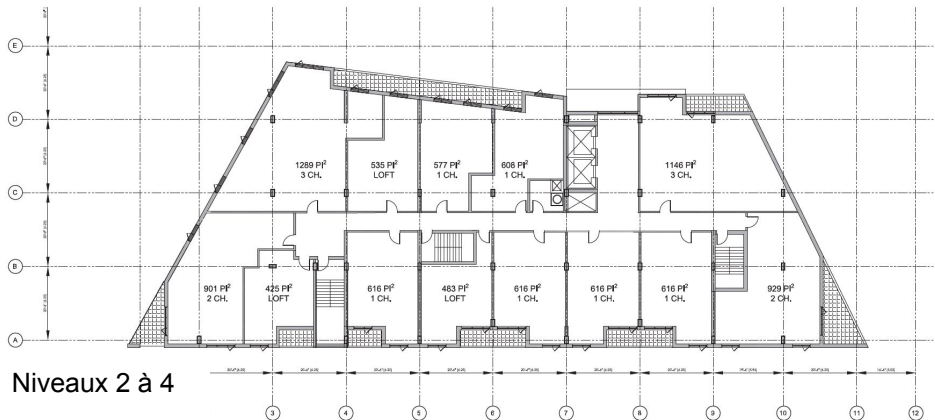 E
D
1289 PI²
3 CH.
535 PI²
LOFT
577 PI²
1 CH.
608 PI²
1 CH.
1146 PI²
3 CH.
C
B
901 PI²
2 CH.
425 PI²
LOFT
616 PI²
1 CH.
483 PI²
LOFT
616 PI²
1 CH.
616 PI²
1 CH.
616 PI²
1 CH.
929 PI²
2 CH.
A
Niveaux 2 à 4
3 4 5 6 7 8 9 10 11 12